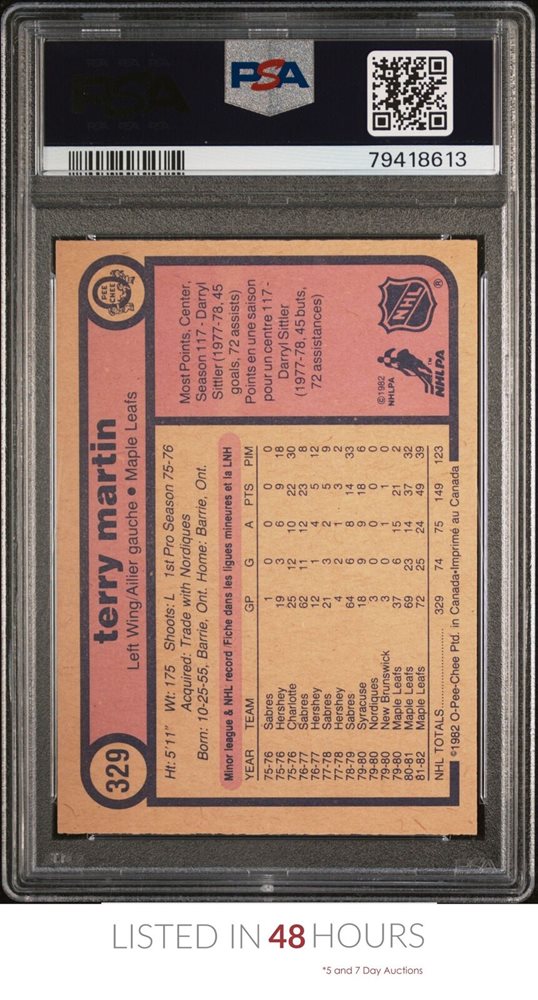 PSA
79418613
O
PEE
CHEE
329
terry martin
Left Wing/Ailier gauche • Maple Leafs
Ht: 5'11" Wt: 175 Shoots: L 1st Pro Season 75-76
Acquired: Trade with Nordiques
Born: 10-25-55, Barrie, Ont. Home: Barrie, Ont.
Minor league & NHL record/Fiche dans les ligues mineures et la LNH
YEAR TEAM GP G A PTS PIM
75-76 Sabres 1 0 0 0 0
75-76 Hershey 19 3 6 9 18
75-76 Charlotte 25 12 10 22 30
76-77 Sabres 62 11 12 23 8
76-77 Hershey 12 1 4 5 12
77-78 Sabres 21 3 2 5 9
77-78 Hershey 4 2 1 3 2
78-79 Sabres 64 6 8 14 33
79-80 Syracuse 18 9 9 18 6
79-80 Nordiques 3 0 0 0 0
79-80 New Brunswick 3 0 1 1 0
79-80 Maple Leafs 37 6 15 21 2
80-81 Maple Leafs 69 23 14 37 32
81-82 Maple Leafs 72 25 24 49 39
NHL TOTALS 329 74 75 149 123
©1982 O-Pee-Chee Ptd. in Canada•Imprimé au Canada
Most Points, Center,
Season 117 - Darryl
Sittler (1977-78, 45
goals, 72 assists)
Points en une saison
pour un centre 117 -
Darryl Sittler
(1977-78, 45 buts,
72 assistances)
©1982
NHLPA
NHLPA™
NHL®
LISTED IN 48 HOURS
*5 and 7 Day Auctions